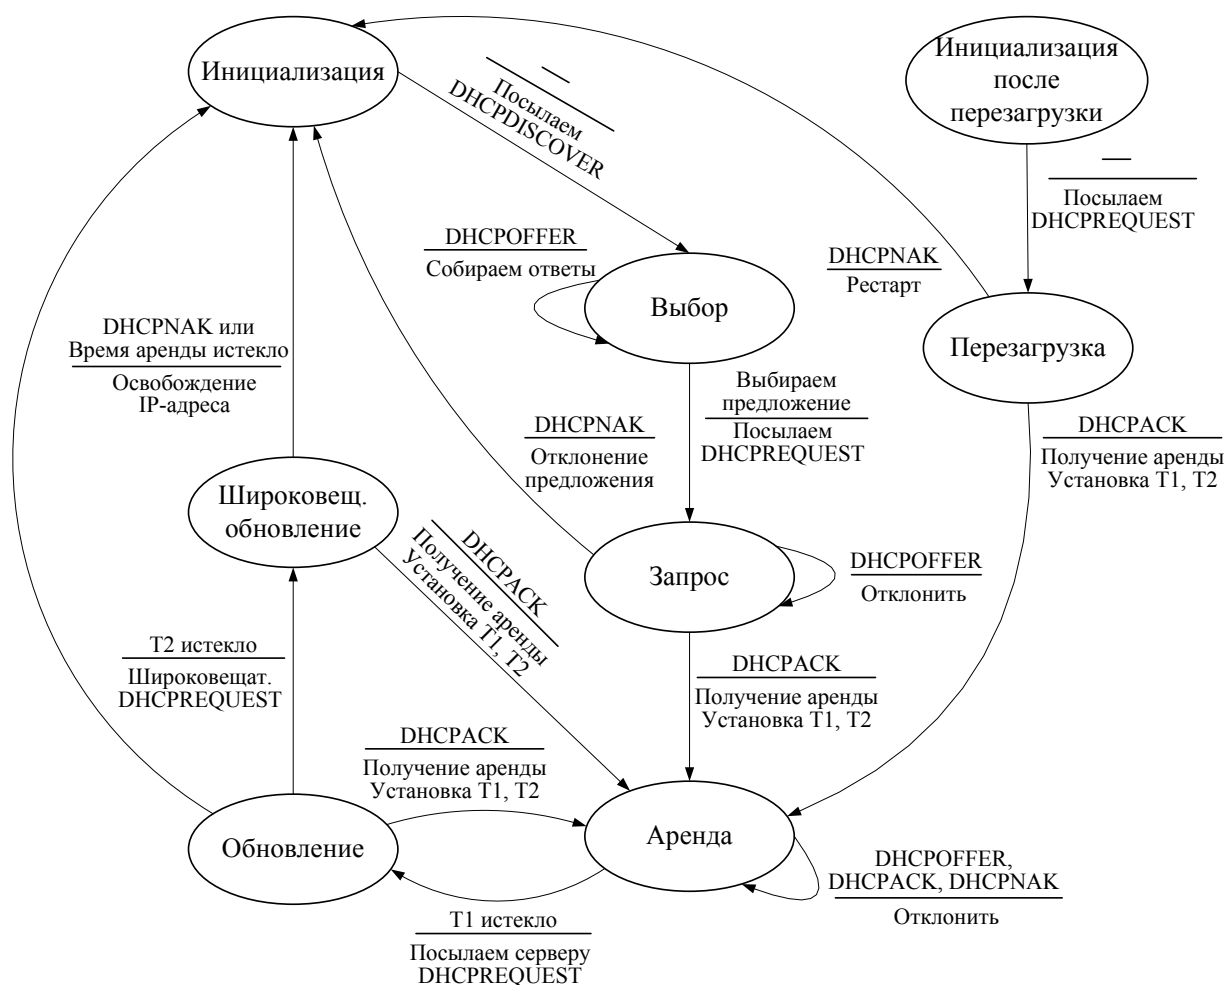 Инициализация
Инициализация
после
перезагрузки
—
Посылаем
DHCPDISCOVER
—
Посылаем
DHCPREQUEST
DHCPOFFER
Собираем ответы
Выбор
DHCPNAK
Рестарт
Перезагрузка
DHCPNAK или
Время аренды истекло
Освобождение
IP-адреса
Выбираем
предложение
Посылаем
DHCPREQUEST
DHCPNAK
Отклонение
предложения
DHCPACK
Получение аренды
Установка T1, T2
Широковещ.
обновление
DHCPACK
Получение аренды
Установка T1, T2
Запрос
DHCPOFFER
Отклонить
T2 истекло
Широковещат.
DHCPREQUEST
DHCPACK
Получение аренды
Установка T1, T2
DHCPACK
Получение аренды
Установка T1, T2
Обновление
Аренда
DHCPOFFER,
DHCPACK, DHCPNAK
Отклонить
T1 истекло
Посылаем серверу
DHCPREQUEST